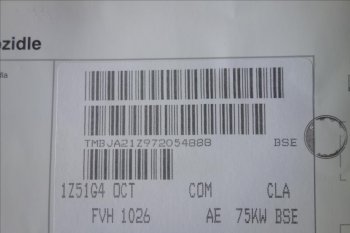 zidle
TMBJA21Z972054888 BSE
1Z51G4 OCT COM CLA
FVH 1026 AE 75KW BSE